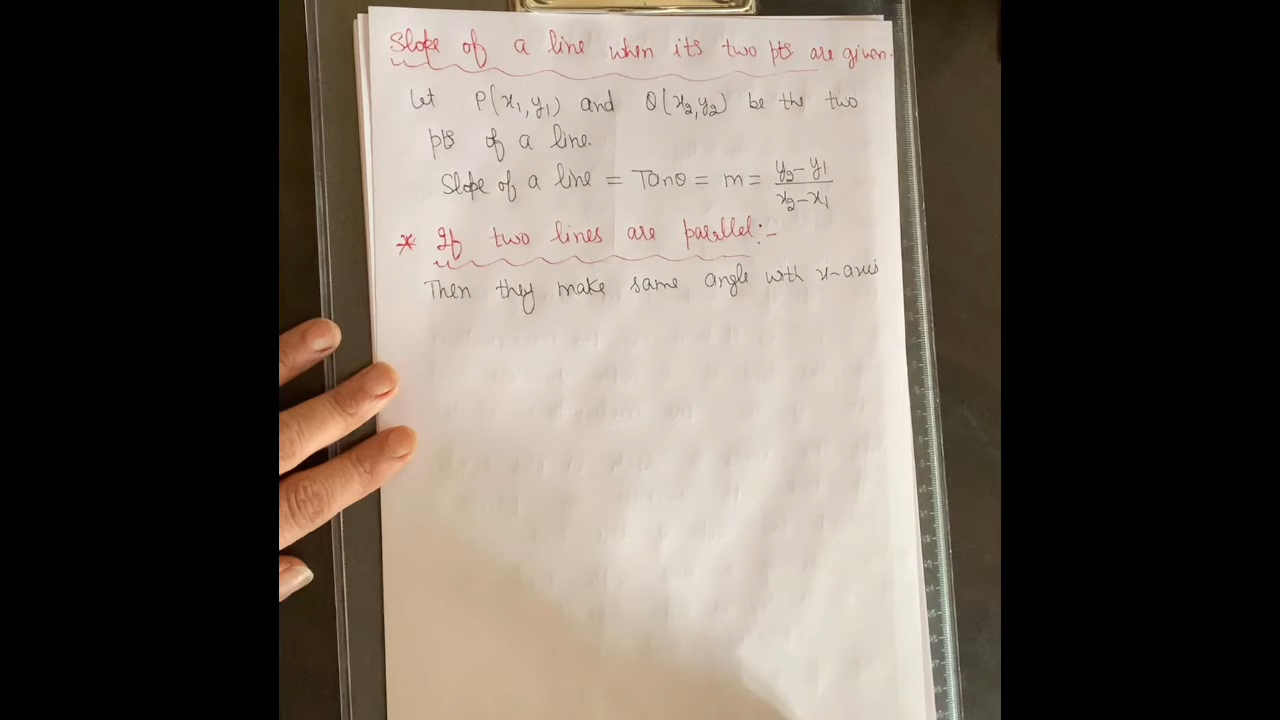 Slope of a line when its two pts are given.
Let P(x₁,y₁) and Q(x₂,y₂) be the two
pts of a line.
Slope of a line = Tanθ = m = (y₂-y₁)/(x₂-x₁)
* If two lines are parallel:-
Then they make same angle with x-axis